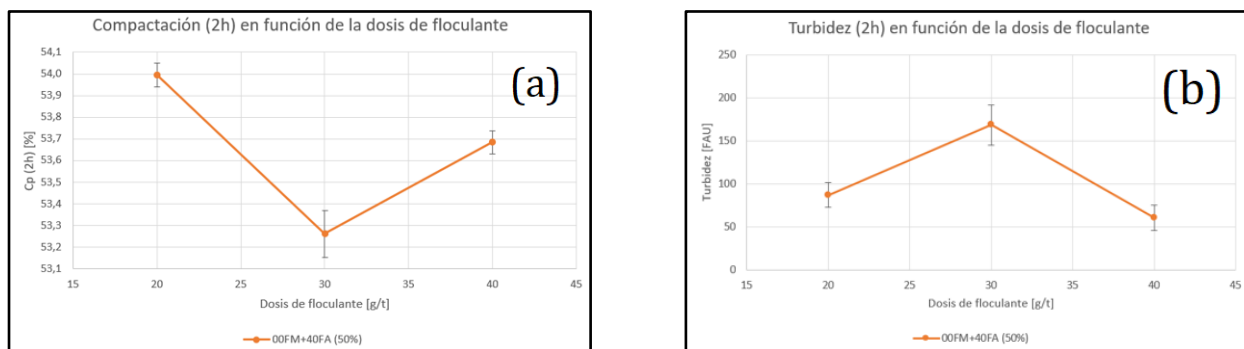 Compactación (2h) en función de la dosis de floculante
(a)
Cp (2h) [%]
54,1
54,0
53,9
53,8
53,7
53,6
53,5
53,4
53,3
53,2
53,1
15 20 25 30 35 40 45
Dosis de floculante [g/t]
00FM+40FA (50%)
Turbidez (2h) en función de la dosis de floculante
(b)
Turbidez [FAU]
250
200
150
100
50
0
15 20 25 30 35 40 45
Dosis de floculante [g/t]
00FM+40FA (50%)